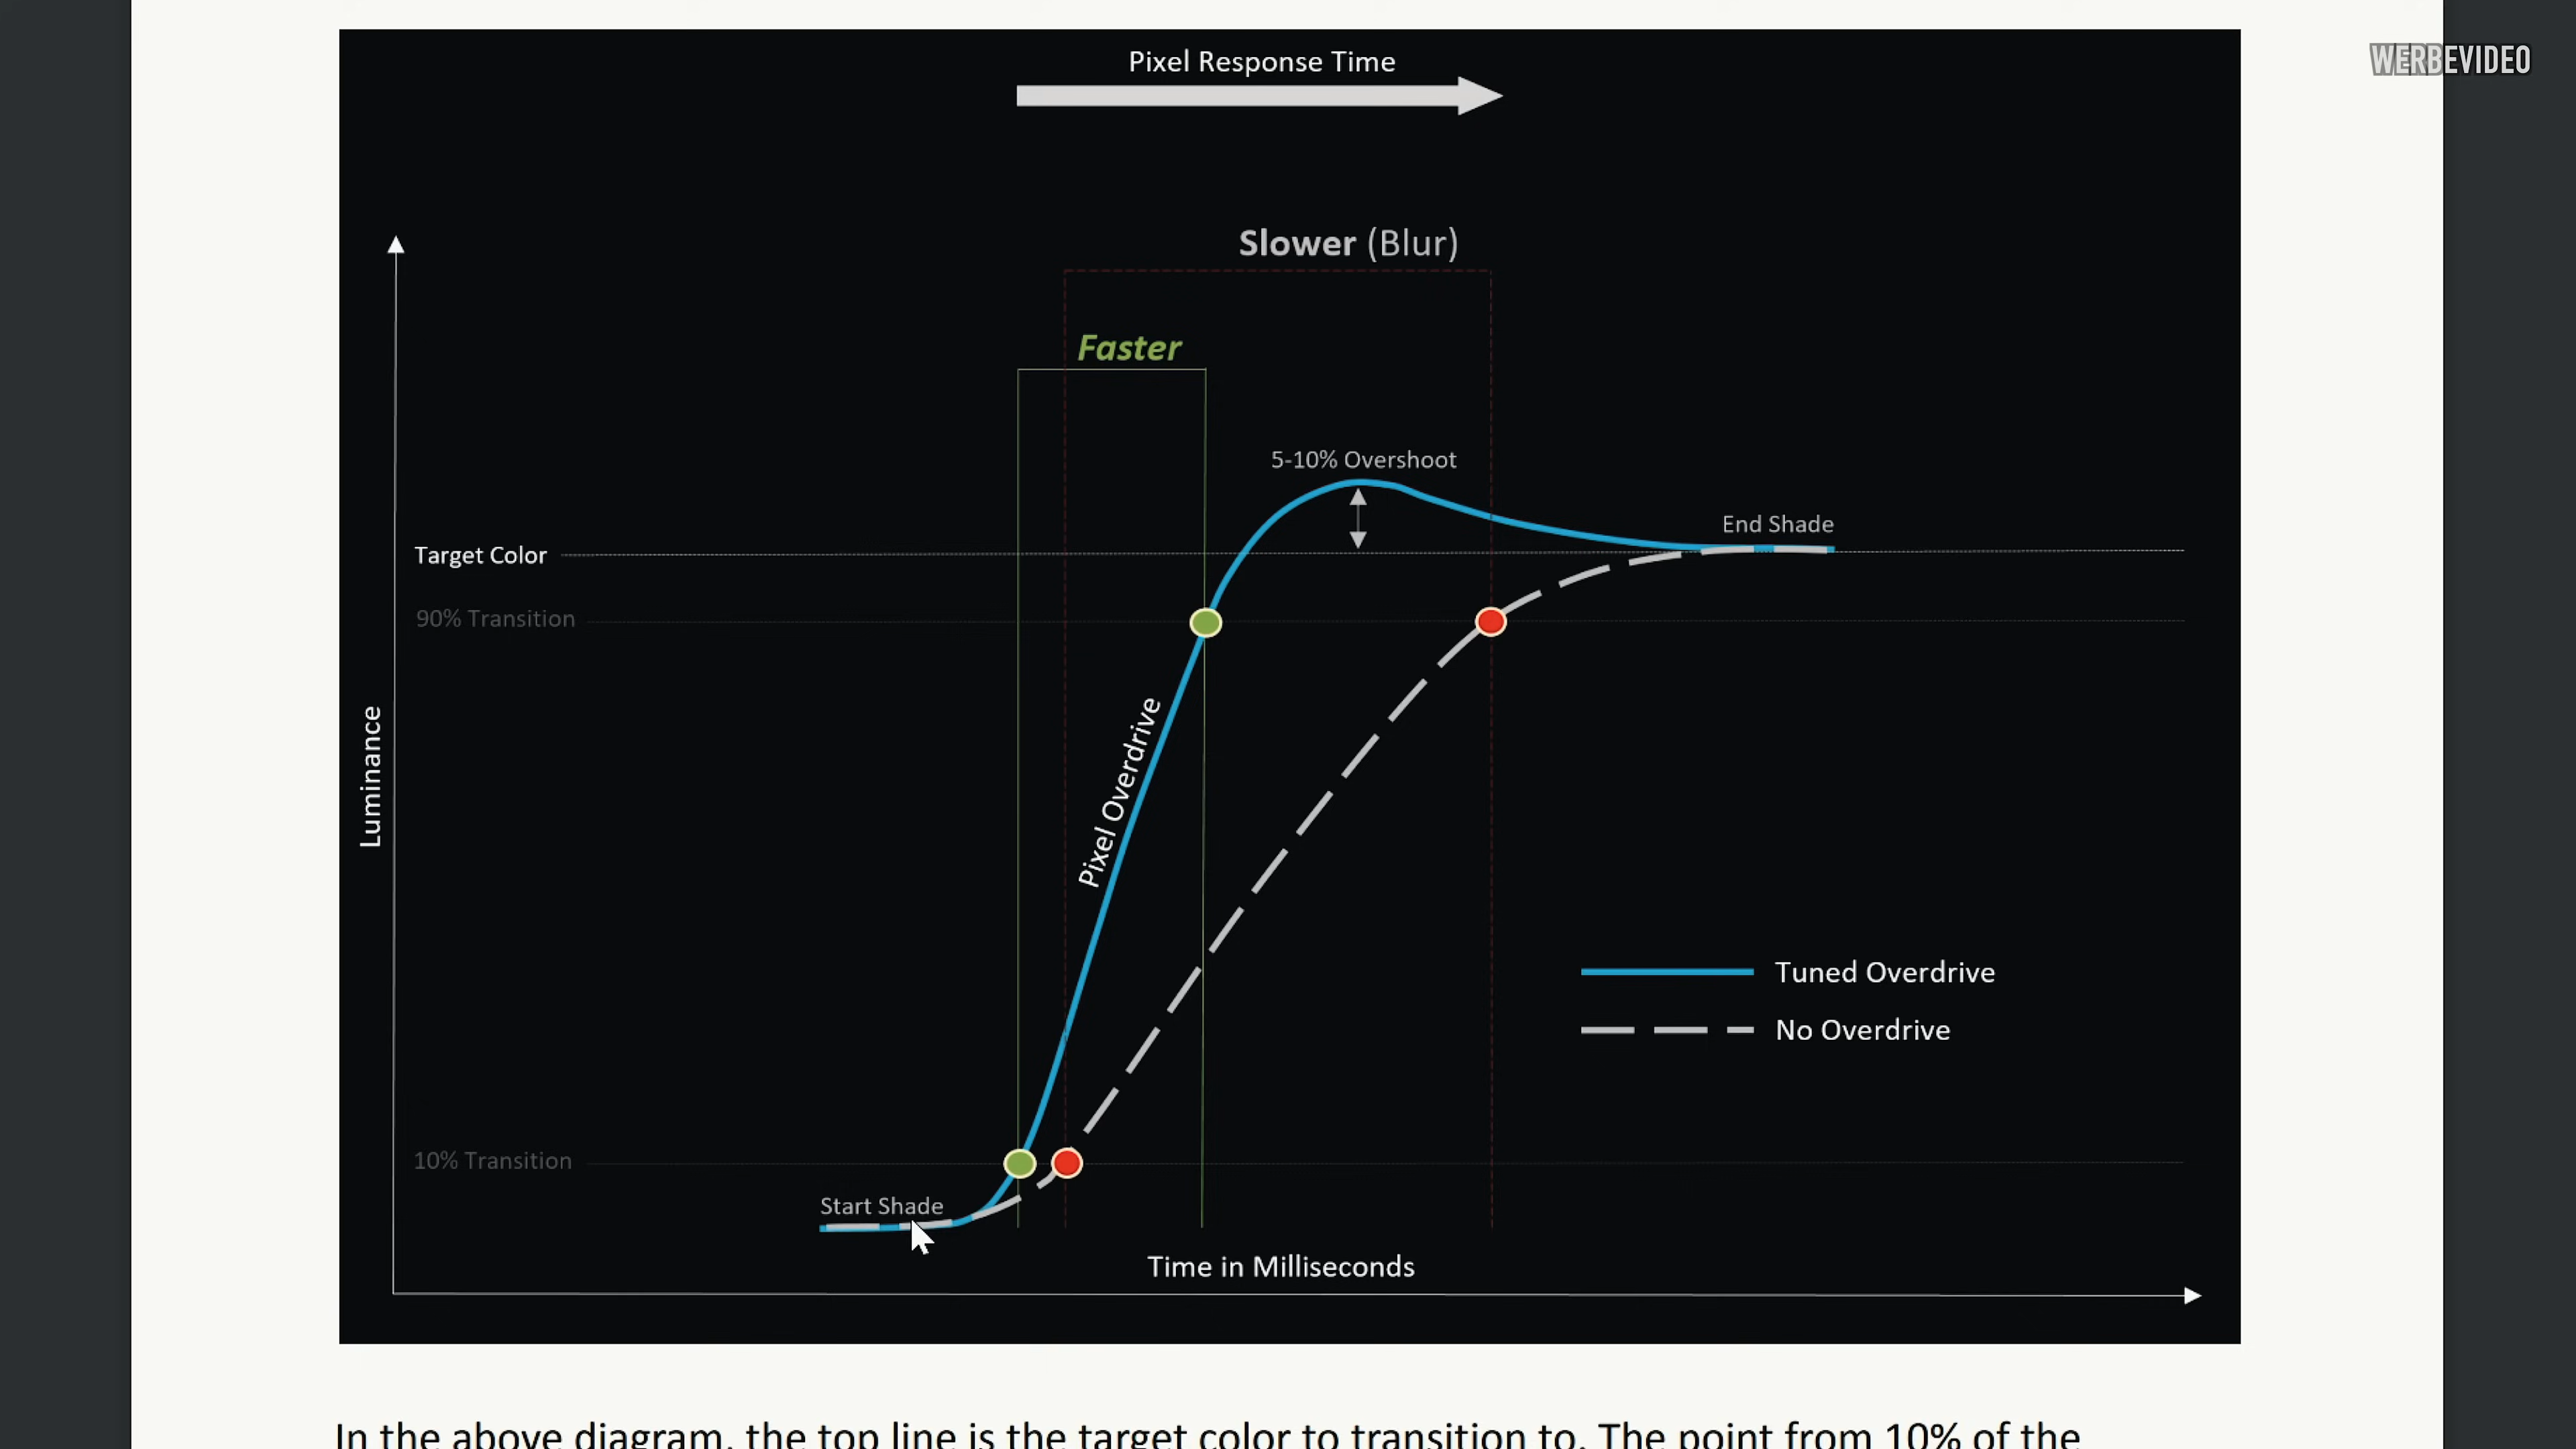 WERBEVIDEO
Pixel Response Time
Slower (Blur)
Faster
5-10% Overshoot
End Shade
Target Color
90% Transition
Luminance
Pixel Overdrive
Tuned Overdrive
No Overdrive
10% Transition
Start Shade
Time in Milliseconds
In the above diagram, the top line is the target color to transition to. The point from 10% of the